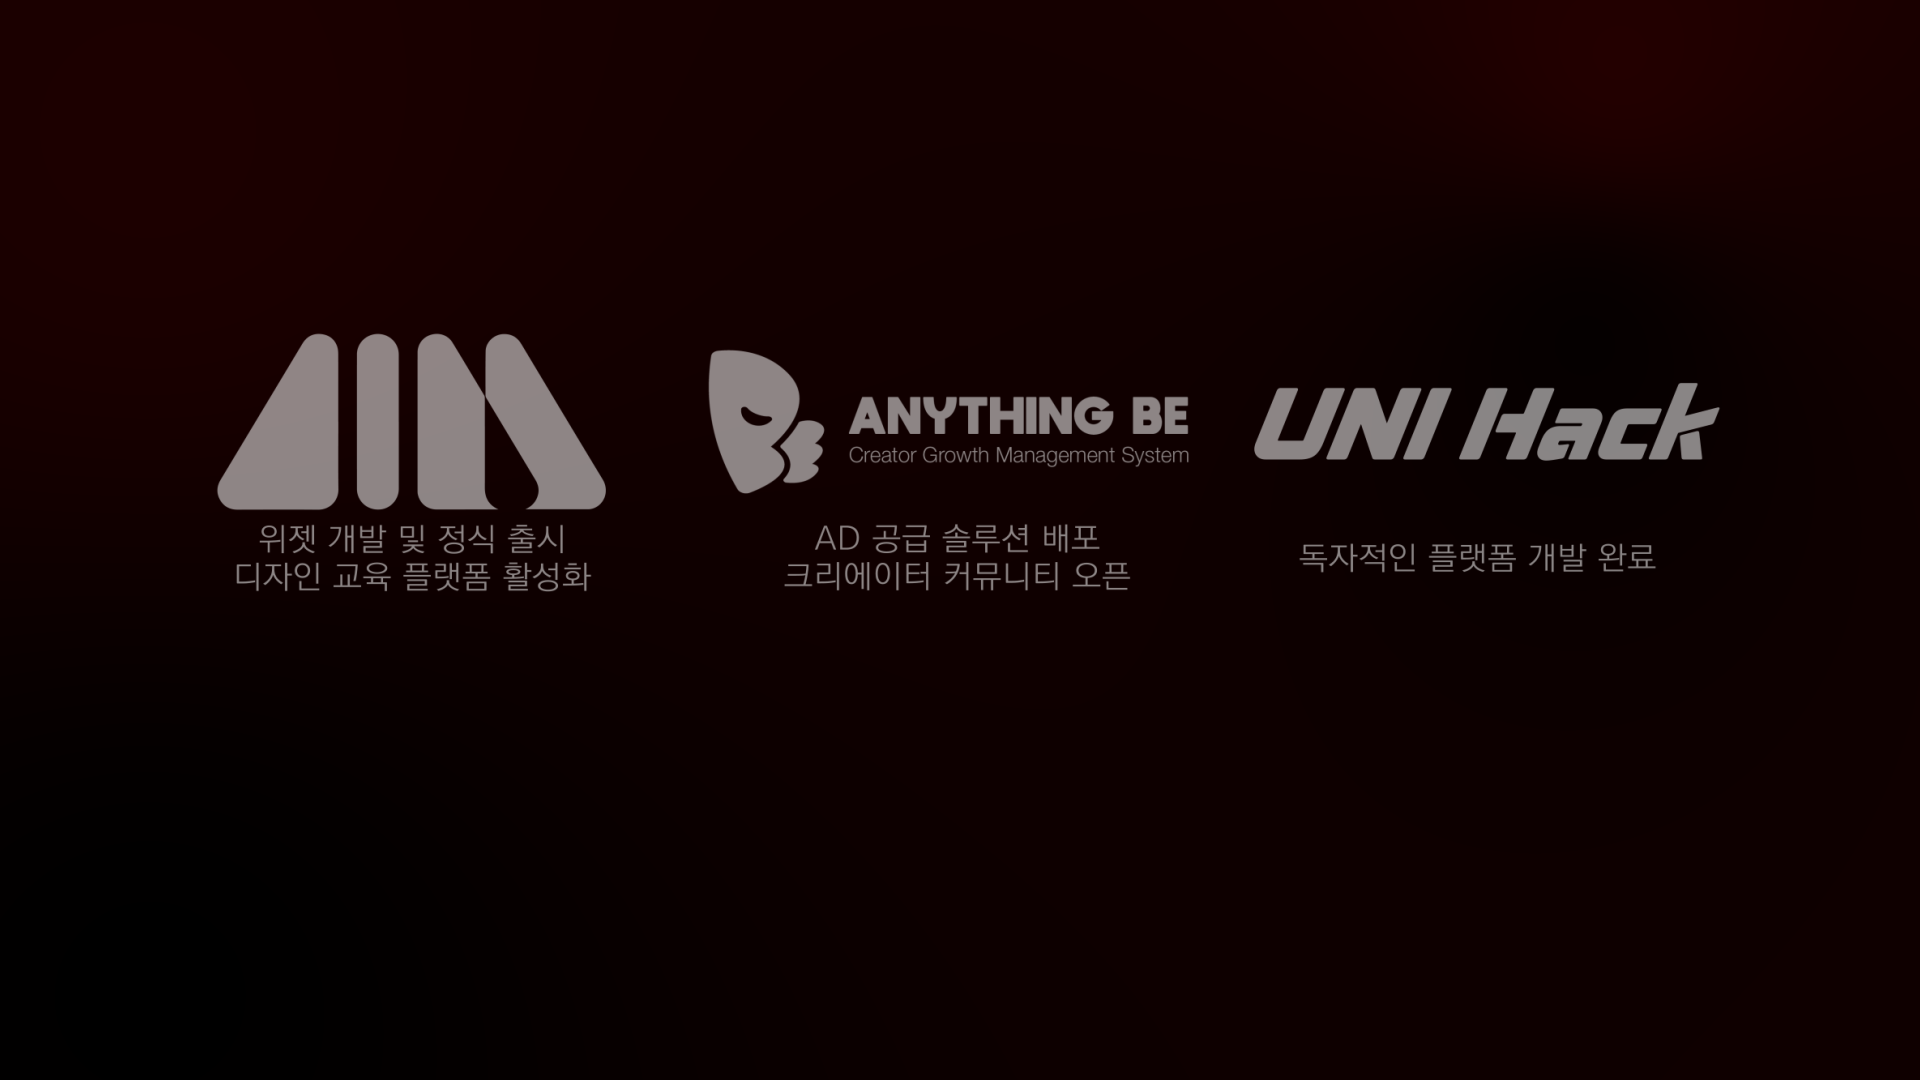 ANYTHING BE
Creator Growth Management System
UNI Hack
위젯 개발 및 정식 출시
디자인 교육 플랫폼 활성화
AD 공급 솔루션 배포
크리에이터 커뮤니티 오픈
독자적인 플랫폼 개발 완료